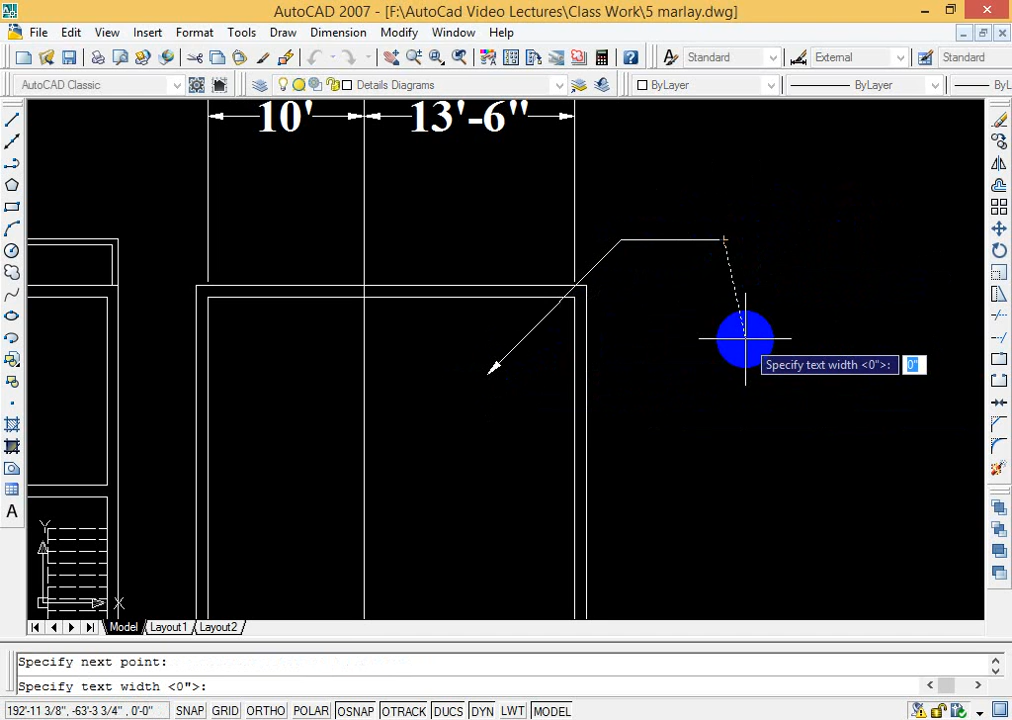 AutoCAD 2007 - [F:\AutoCad Video Lectures\Class Work\5 marlay.dwg]
File Edit View Insert Format Tools Draw Dimension Modify Window Help
Standard External Standard
AutoCAD Classic Details Diagrams ByLayer ByLayer ByL
10' 13'-6"
Specify text width <0">: 0"
A
Y
X
Model Layout1 Layout2
Specify next point:
Specify text width <0">:
192'-11 3/8", -63'-3 3/4" , 0'-0" SNAP GRID ORTHO POLAR OSNAP OTRACK DUCS DYN LWT MODEL